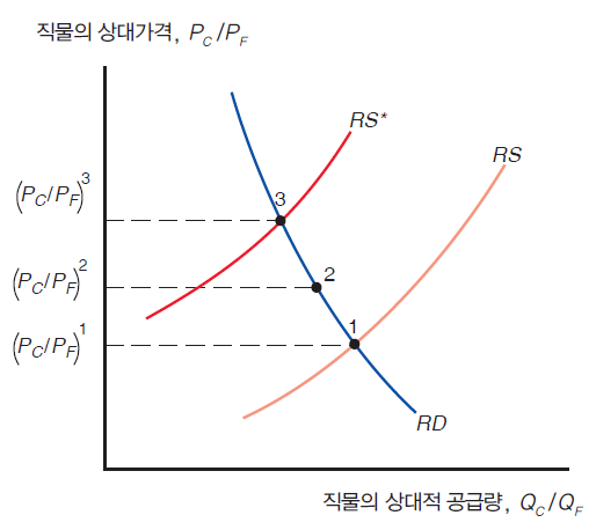 직물의 상대가격, P_C/P_F
RS*
RS
(P_C/P_F)^3
3
(P_C/P_F)^2
2
(P_C/P_F)^1
1
RD
직물의 상대적 공급량, Q_C/Q_F